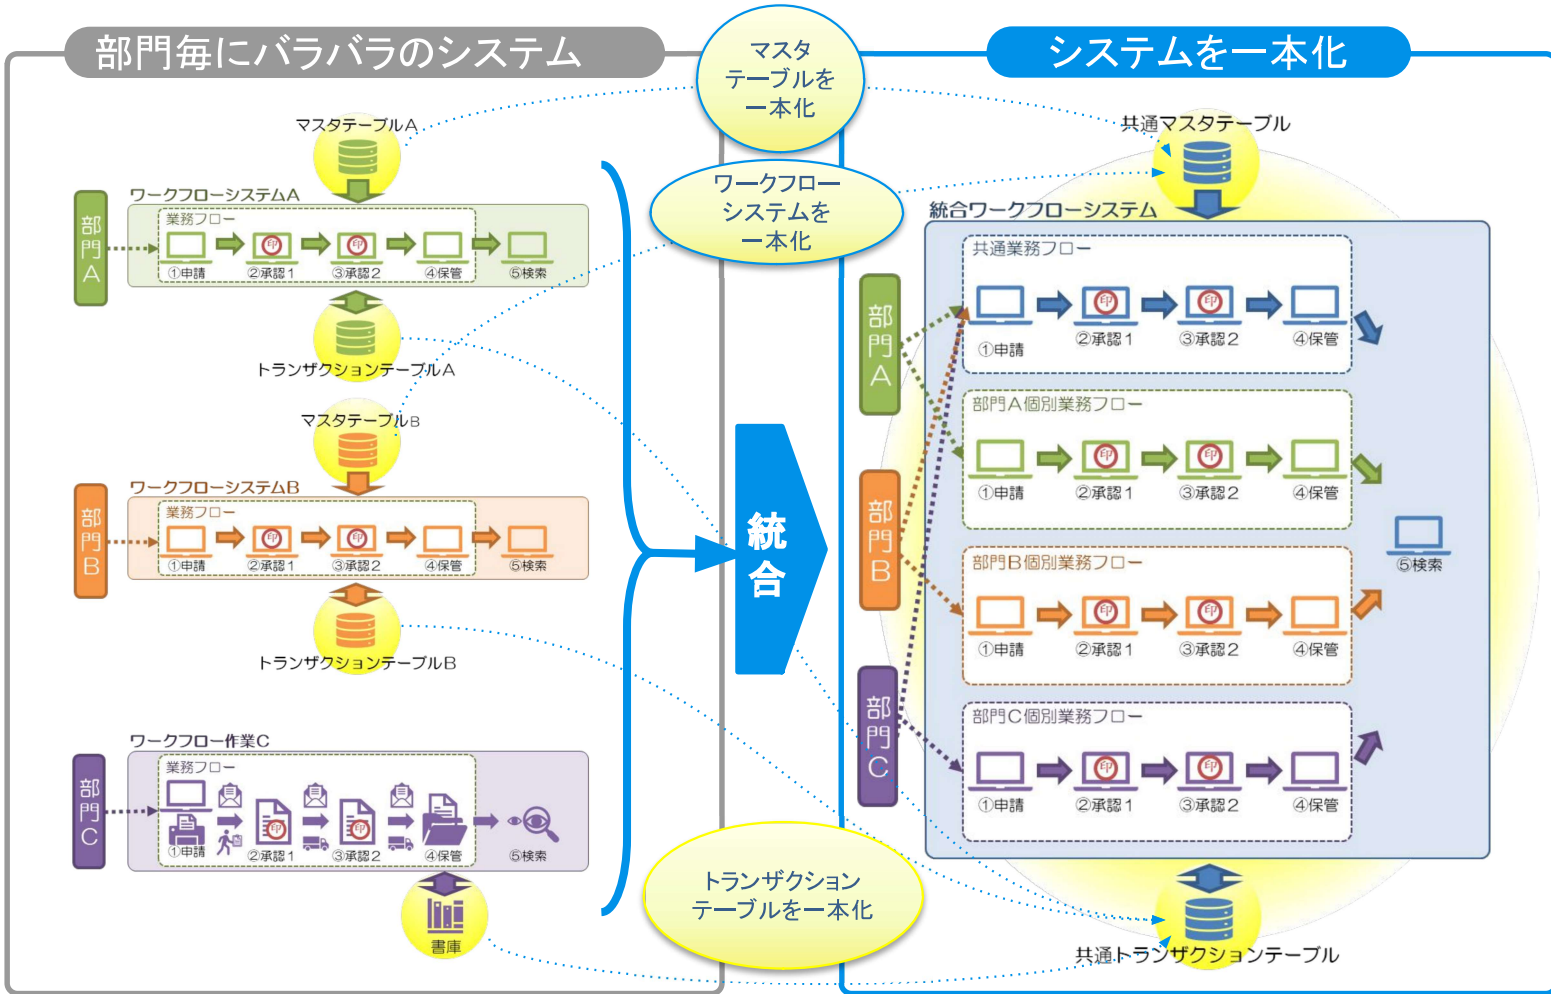 部門毎にバラバラのシステム
マスタテーブルA
ワークフローシステムA
部門A
業務フロー
印
印
①申請
②承認1
③承認2
④保管
⑤検索
トランザクションテーブルA
マスタテーブルB
ワークフローシステムB
部門B
業務フロー
印
印
①申請
②承認1
③承認2
④保管
⑤検索
トランザクションテーブルB
ワークフロー作業C
部門C
業務フロー
印
印
①申請
②承認1
③承認2
④保管
⑤検索
書庫
マスタ
テーブルを
一本化
ワークフロー
システムを
一本化
統合
トランザクション
テーブルを一本化
システムを一本化
共通マスタテーブル
統合ワークフローシステム
部門A
部門B
部門C
共通業務フロー
印
印
①申請
②承認1
③承認2
④保管
部門A個別業務フロー
印
印
①申請
②承認1
③承認2
④保管
部門B個別業務フロー
印
印
①申請
②承認1
③承認2
④保管
部門C個別業務フロー
印
印
①申請
②承認1
③承認2
④保管
⑤検索
共通トランザクションテーブル